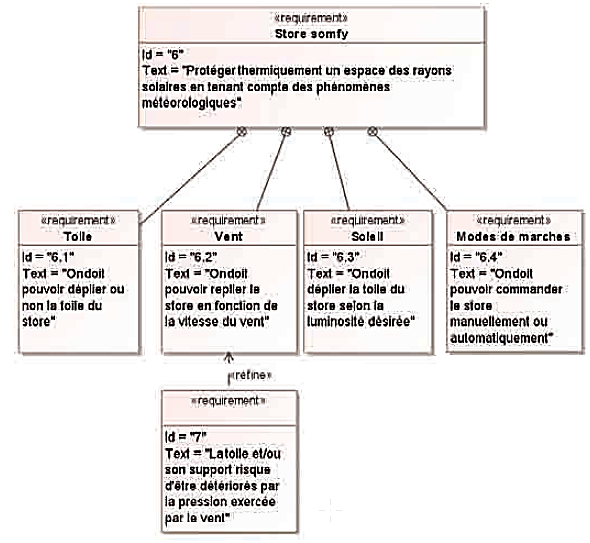 «requirement»
Store somfy
Id = "6"
Text = "Protéger thermiquement un espace des rayons
solaires en tenant compte des phénomènes
météorologiques"
«requirement»
Toile
Id = "6.1"
Text = "Ondoit
pouvoir déplier ou
non la toile du
store"
«requirement»
Vent
Id = "6.2"
Text = "Ondoit
pouvoir replier le
store en fonction de
la vitesse du vent"
«requirement»
Soleil
Id = "6.3"
Text = "Ondoit
déplier la toile du
store selon la
luminosité désirée"
«requirement»
Modes de marches
Id = "6.4"
Text = "Ondoit
pouvoir commander
le store
manuellement ou
automatiquement"
«refine»
«requirement»
Id = "7"
Text = "La toile et/ou
son support risque
d'être détériorés par
la pression exercée
par le vent"